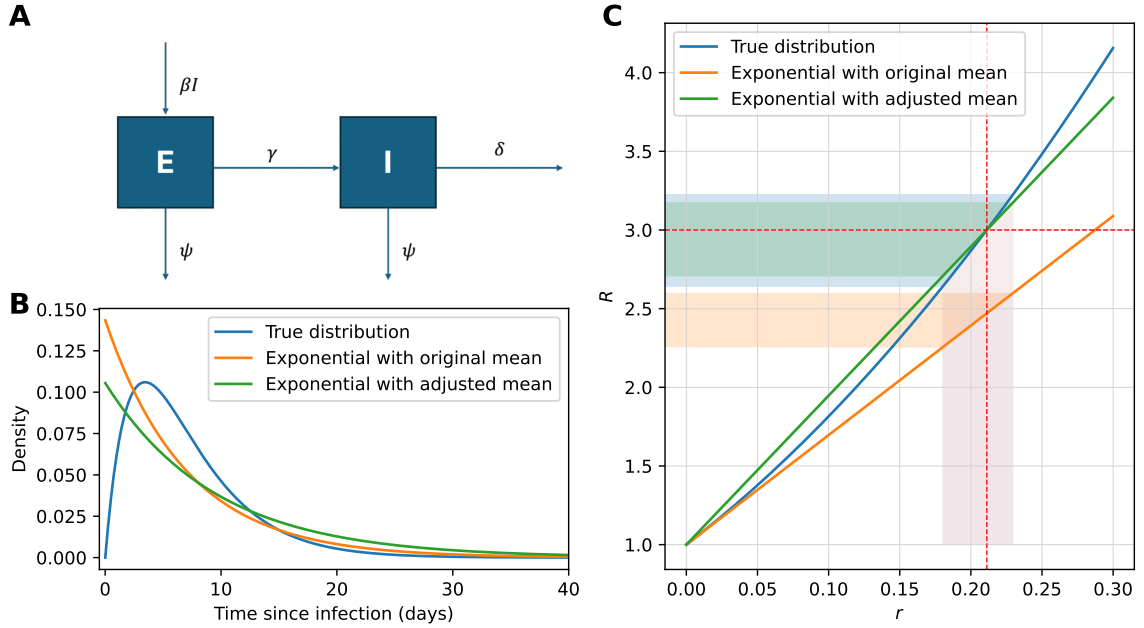 A
βI
E
γ
I
δ
ψ
ψ
B
0.150
0.125
0.100
0.075
0.050
0.025
0.000
Density
True distribution
Exponential with original mean
Exponential with adjusted mean
0
10
20
30
40
Time since infection (days)
C
True distribution
Exponential with original mean
Exponential with adjusted mean
4.0
3.5
3.0
2.5
2.0
1.5
1.0
R
0.00
0.05
0.10
0.15
0.20
0.25
0.30
r